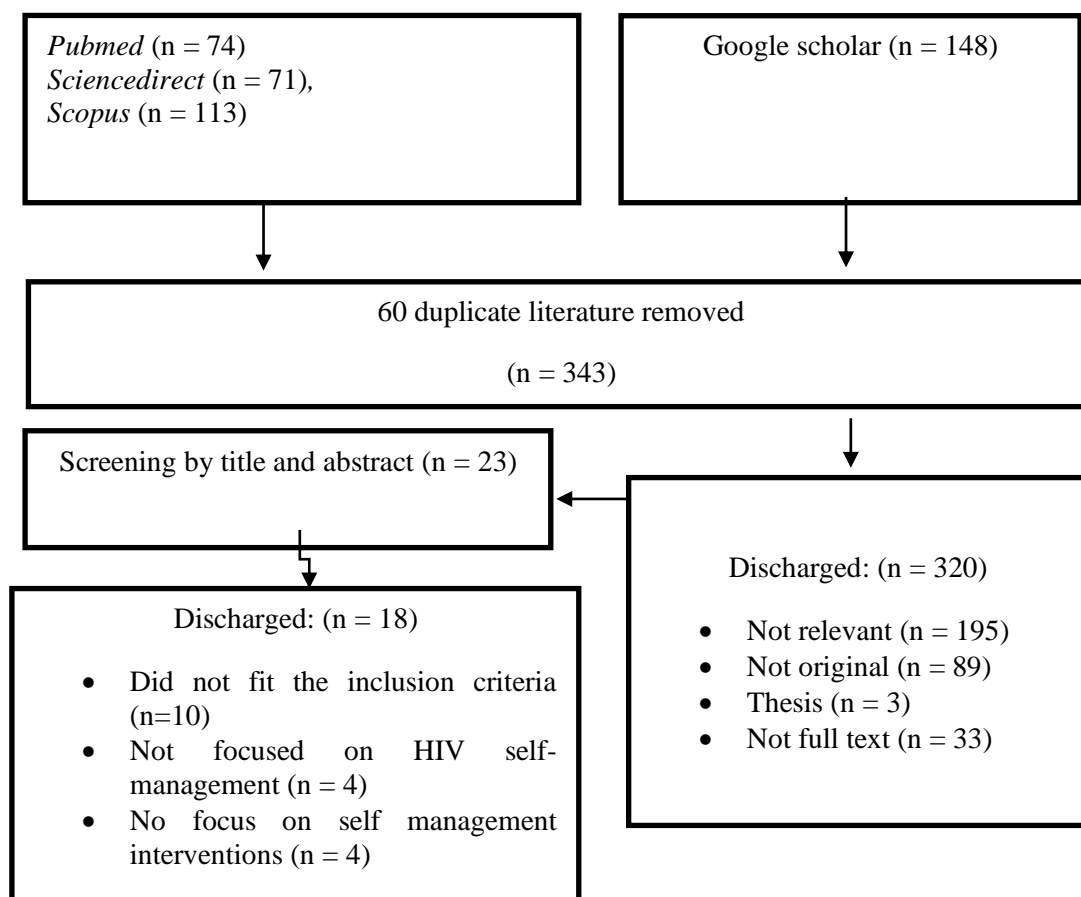 Pubmed (n = 74)
Sciencedirect (n = 71),
Scopus (n = 113)
Google scholar (n = 148)
60 duplicate literature removed
(n = 343)
Screening by title and abstract (n = 23)
Discharged: (n = 320)
• Not relevant (n = 195)
• Not original (n = 89)
• Thesis (n = 3)
• Not full text (n = 33)
Discharged: (n = 18)
• Did not fit the inclusion criteria
(n=10)
• Not focused on HIV self-
management (n = 4)
• No focus on self management
interventions (n = 4)